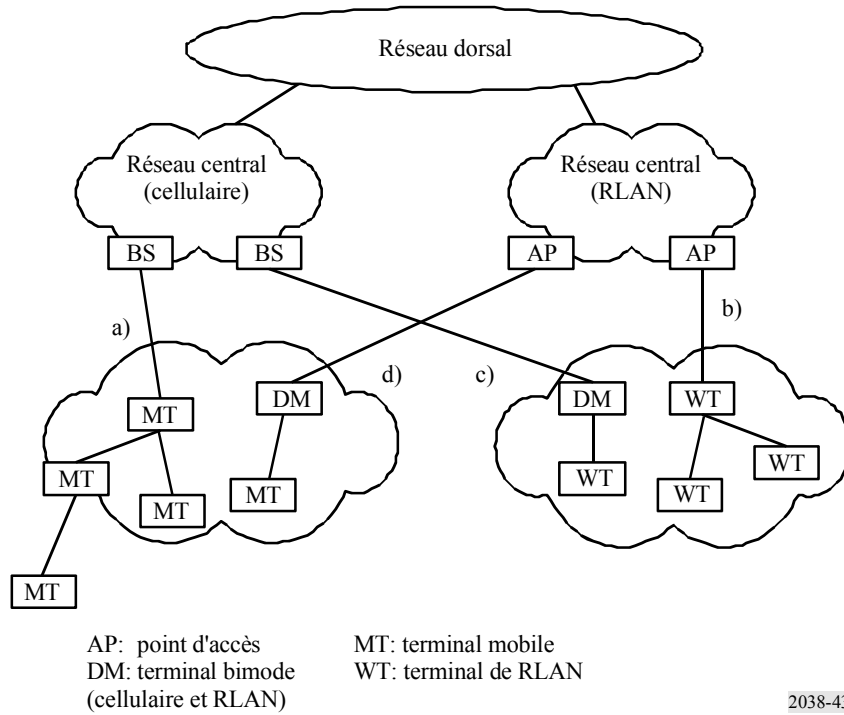 Réseau dorsal
Réseau central
(cellulaire)
Réseau central
(RLAN)
BS
BS
AP
AP
a)
b)
d)
c)
MT
DM
DM
WT
MT
MT
MT
WT
WT
WT
MT
AP: point d'accès
MT: terminal mobile
DM: terminal bimode
WT: terminal de RLAN
(cellulaire et RLAN)